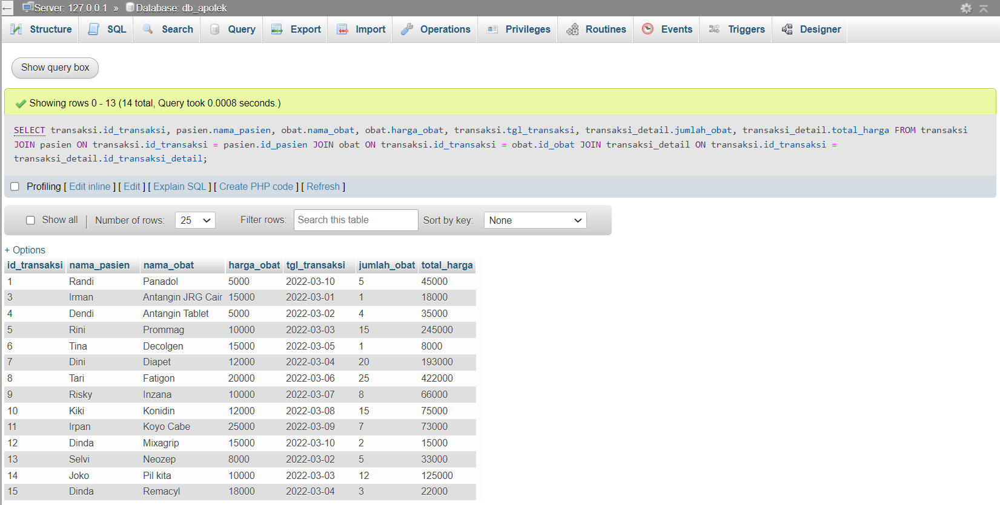 Server: 127.0.0.1 » Database: db_apotek
Structure SQL Search Query Export Import Operations Privileges Routines Events Triggers Designer
Show query box
Showing rows 0 - 13 (14 total, Query took 0.0008 seconds.)
SELECT transaksi.id_transaksi, pasien.nama_pasien, obat.nama_obat, obat.harga_obat, transaksi.tgl_transaksi, transaksi_detail.jumlah_obat, transaksi_detail.total_harga FROM transaksi
JOIN pasien ON transaksi.id_transaksi = pasien.id_pasien JOIN obat ON transaksi.id_transaksi = obat.id_obat JOIN transaksi_detail ON transaksi.id_transaksi =
transaksi_detail.id_transaksi_detail;
Profiling [ Edit inline ] [ Edit ] [ Explain SQL ] [ Create PHP code ] [ Refresh ]
Show all | Number of rows: 25 Filter rows: Search this table Sort by key: None
+ Options
id_transaksi nama_pasien nama_obat harga_obat tgl_transaksi jumlah_obat total_harga
1 Randi Panadol 5000 2022-03-10 5 45000
3 Irman Antangin JRG Cair 15000 2022-03-01 1 18000
4 Dendi Antangin Tablet 5000 2022-03-02 4 35000
5 Rini Prommag 10000 2022-03-03 15 245000
6 Tina Decolgen 15000 2022-03-05 1 8000
7 Dini Diapet 12000 2022-03-04 20 193000
8 Tari Fatigon 20000 2022-03-06 25 422000
9 Risky Inzana 10000 2022-03-07 8 66000
10 Kiki Konidin 12000 2022-03-08 15 75000
11 Irpan Koyo Cabe 25000 2022-03-09 7 73000
12 Dinda Mixagrip 15000 2022-03-10 2 15000
13 Selvi Neozep 8000 2022-03-02 5 33000
14 Joko Pil kita 10000 2022-03-03 12 125000
15 Dinda Remacyl 18000 2022-03-04 3 22000